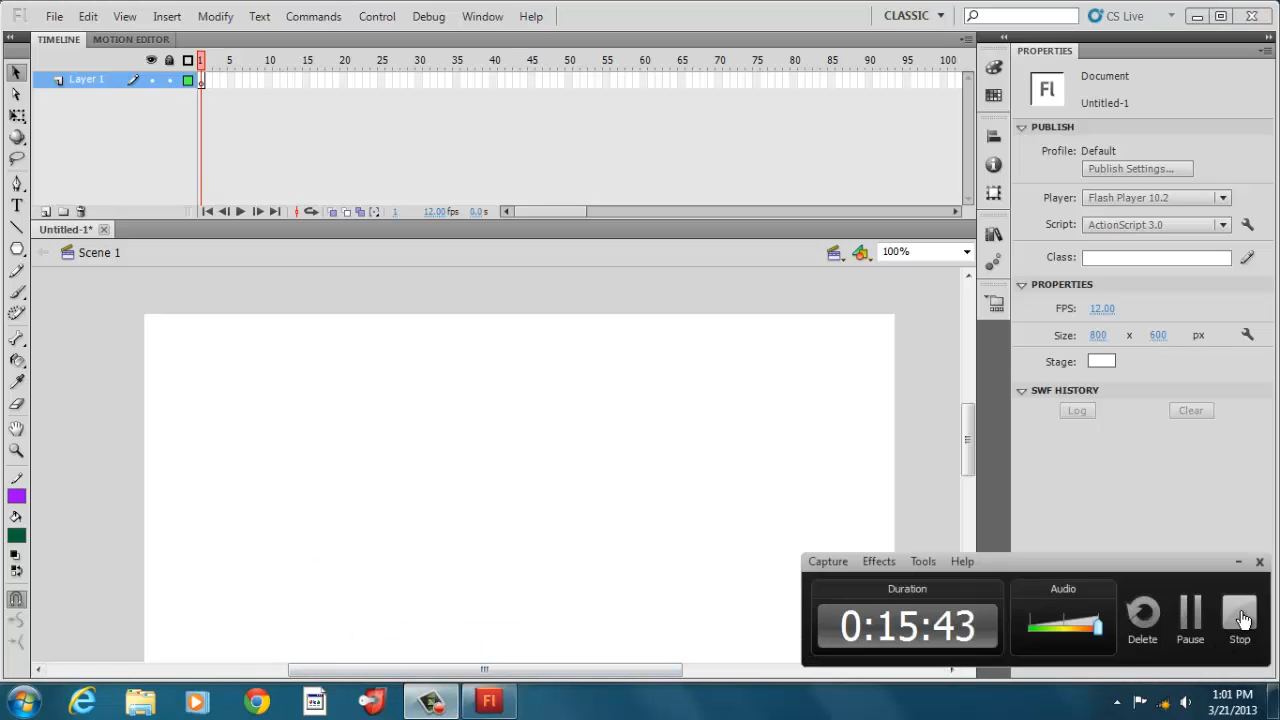 Fl File Edit View Insert Modify Text Commands Control Debug Window Help CLASSIC CS Live
TIMELINE MOTION EDITOR
1 5 10 15 20 25 30 35 40 45 50 55 60 65 70 75 80 85 90 95 100
Layer 1
1 12.00 fps 0.0 s
Untitled-1*
Scene 1 100%
PROPERTIES
Fl Document
Untitled-1
PUBLISH
Profile: Default
Publish Settings...
Player: Flash Player 10.2
Script: ActionScript 3.0
Class:
PROPERTIES
FPS: 12.00
Size: 800 x 600 px
Stage:
SWF HISTORY
Log Clear
Capture Effects Tools Help
Duration Audio
0:15:43
Delete Pause Stop
Fl
1:01 PM
3/21/2013